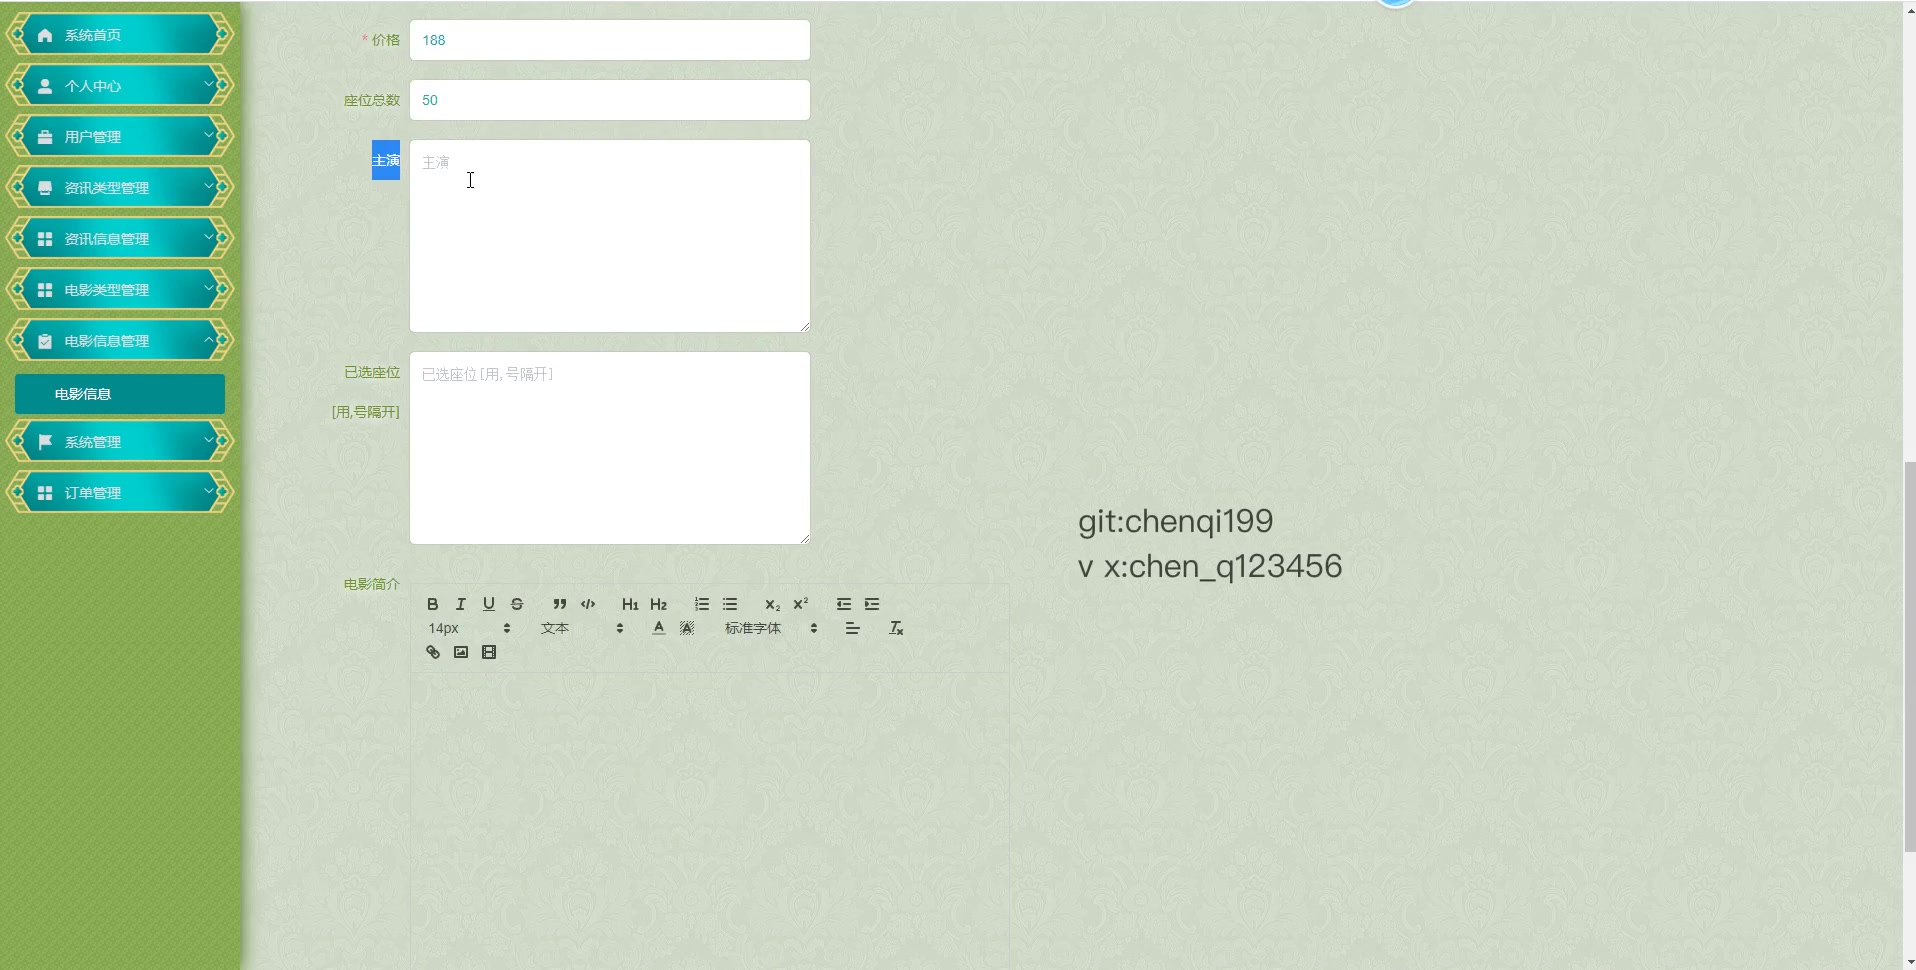 系统首页
个人中心
用户管理
资讯类型管理
资讯信息管理
电影类型管理
电影信息管理
电影信息
系统管理
订单管理
* 价格
188
座位总数
50
主演
主演
已选座位
[用,号隔开]
已选座位[用,号隔开]
电影简介
B I U S H1 H2 X2 X2
14px 文本 A A 标准字体 Tx
git:chenqi199
v x:chen_q123456